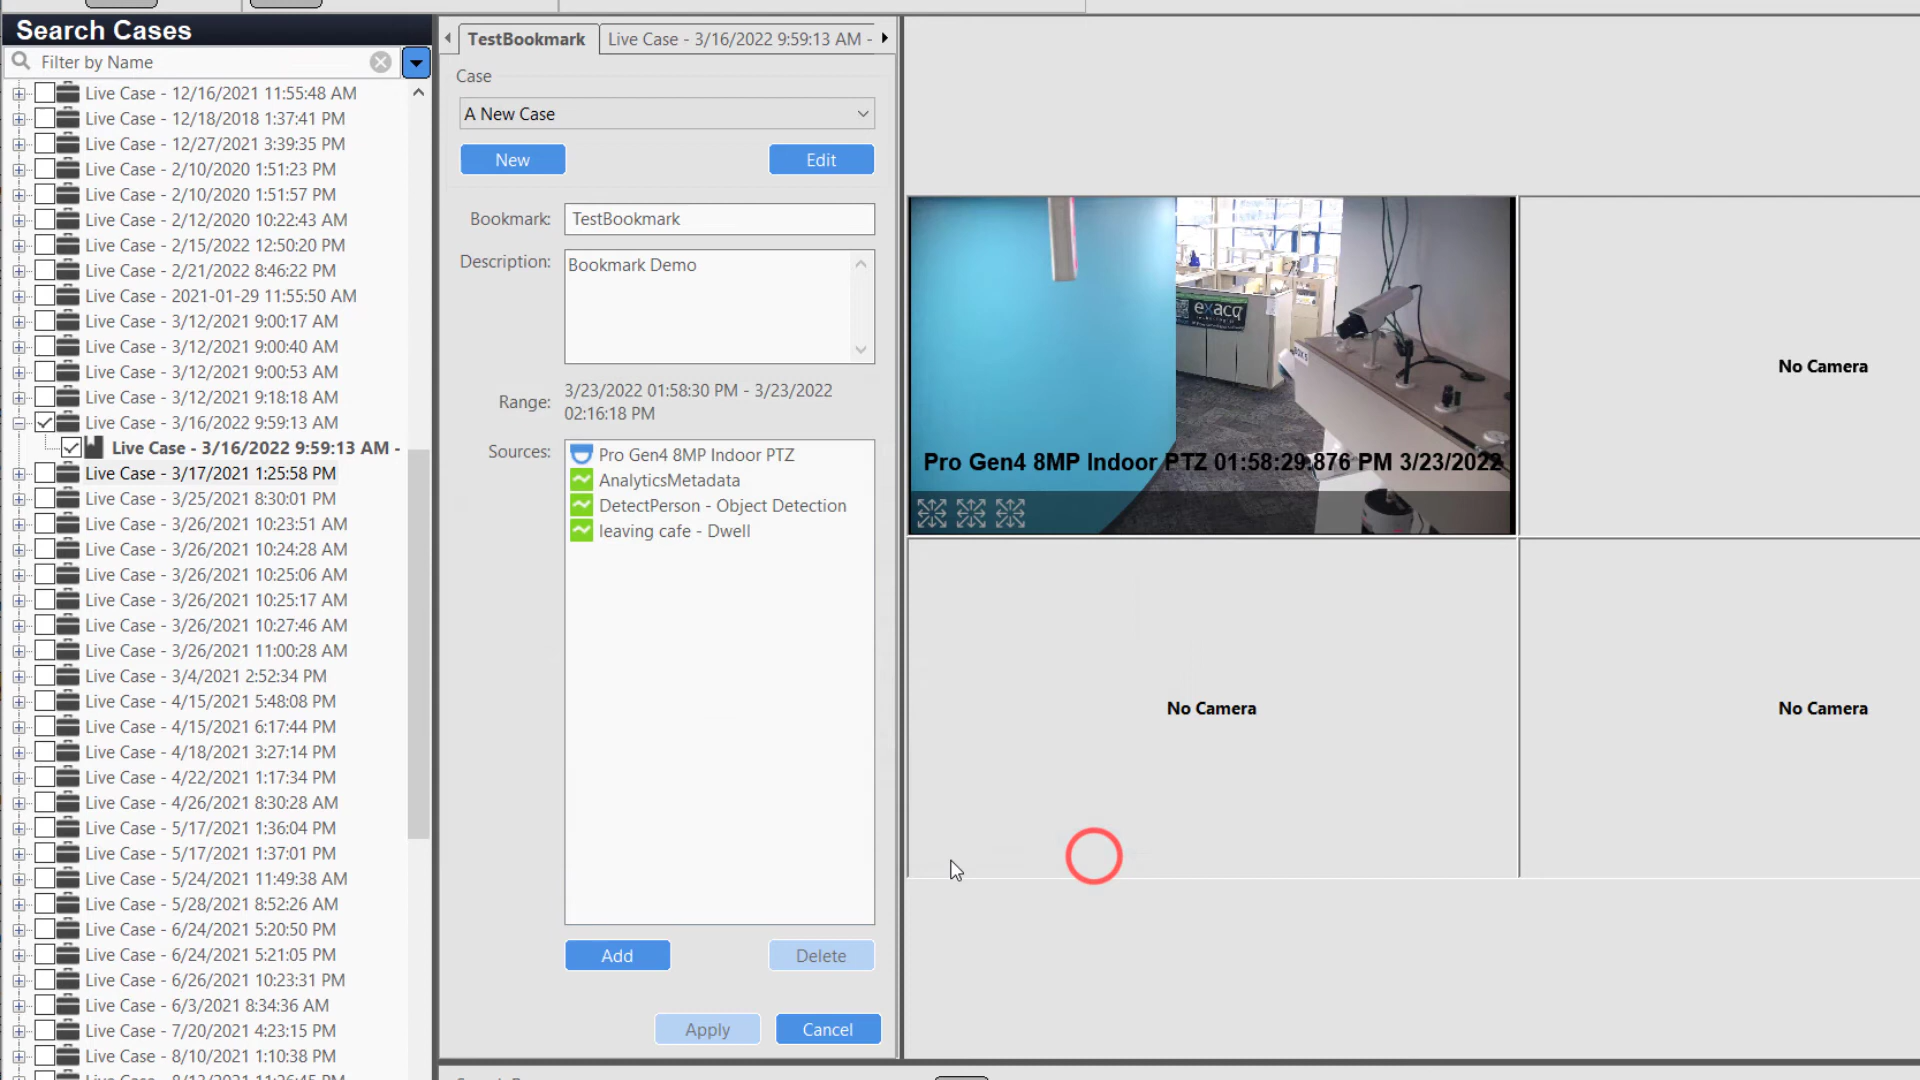 Search Cases
Filter by Name
Live Case - 12/16/2021 11:55:48 AM
Live Case - 12/18/2018 1:37:41 PM
Live Case - 12/27/2021 3:39:35 PM
Live Case - 2/10/2020 1:51:23 PM
Live Case - 2/10/2020 1:51:57 PM
Live Case - 2/12/2020 10:22:43 AM
Live Case - 2/15/2022 12:50:20 PM
Live Case - 2/21/2022 8:46:22 PM
Live Case - 2021-01-29 11:55:50 AM
Live Case - 3/12/2021 9:00:17 AM
Live Case - 3/12/2021 9:00:40 AM
Live Case - 3/12/2021 9:00:53 AM
Live Case - 3/12/2021 9:18:18 AM
Live Case - 3/16/2022 9:59:13 AM
Live Case - 3/16/2022 9:59:13 AM -
Live Case - 3/17/2021 1:25:58 PM
Live Case - 3/25/2021 8:30:01 PM
Live Case - 3/26/2021 10:23:51 AM
Live Case - 3/26/2021 10:24:28 AM
Live Case - 3/26/2021 10:25:06 AM
Live Case - 3/26/2021 10:25:17 AM
Live Case - 3/26/2021 10:27:46 AM
Live Case - 3/26/2021 11:00:28 AM
Live Case - 3/4/2021 2:52:34 PM
Live Case - 4/15/2021 5:48:08 PM
Live Case - 4/15/2021 6:17:44 PM
Live Case - 4/18/2021 3:27:14 PM
Live Case - 4/22/2021 1:17:34 PM
Live Case - 4/26/2021 8:30:28 AM
Live Case - 5/17/2021 1:36:04 PM
Live Case - 5/17/2021 1:37:01 PM
Live Case - 5/24/2021 11:49:38 AM
Live Case - 5/28/2021 8:52:26 AM
Live Case - 6/24/2021 5:20:50 PM
Live Case - 6/24/2021 5:21:05 PM
Live Case - 6/26/2021 10:23:31 PM
Live Case - 6/3/2021 8:34:36 AM
Live Case - 7/20/2021 4:23:15 PM
Live Case - 8/10/2021 1:10:38 PM
TestBookmark
Live Case - 3/16/2022 9:59:13 AM -
Case
A New Case
New
Edit
Bookmark: TestBookmark
Description: Bookmark Demo
Range: 3/23/2022 01:58:30 PM - 3/23/2022
02:16:18 PM
Sources: Pro Gen4 8MP Indoor PTZ
AnalyticsMetadata
DetectPerson - Object Detection
leaving cafe - Dwell
Add
Delete
Apply
Cancel
exacq
Pro Gen4 8MP Indoor PTZ 01:58:29.876 PM 3/23/2022
No Camera
No Camera
No Camera